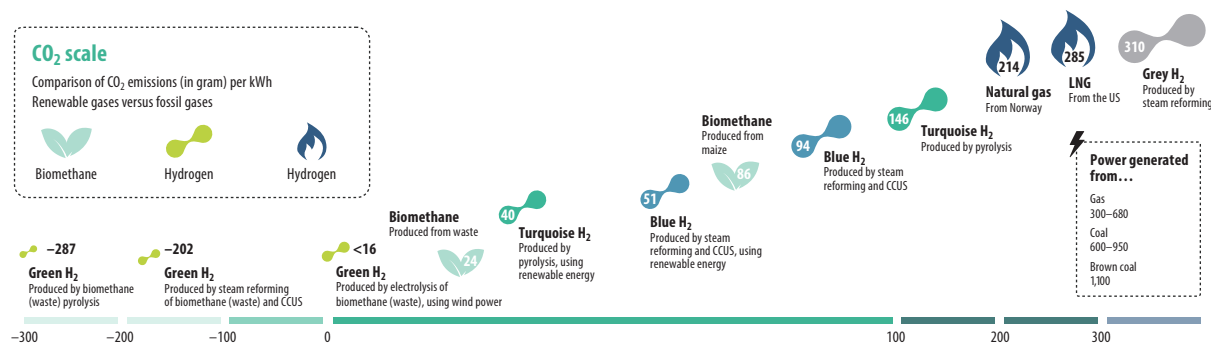 CO₂ scale
Comparison of CO₂ emissions (in gram) per kWh
Renewable gases versus fossil gases
Biomethane
Hydrogen
Hydrogen
−287
Green H₂
Produced by biomethane
(waste) pyrolysis
−202
Green H₂
Produced by steam reforming
of biomethane (waste) and CCUS
<16
Green H₂
Produced by electrolysis of
biomethane (waste), using wind power
Biomethane
Produced from waste
24
40
Turquoise H₂
Produced by
pyrolysis, using
renewable energy
51
Blue H₂
Produced by steam
reforming and CCUS, using
renewable energy
Biomethane
Produced from
maize
86
94
Blue H₂
Produced by steam
reforming and CCUS
146
Turquoise H₂
Produced by pyrolysis
214
Natural gas
From Norway
285
LNG
From the US
310
Grey H₂
Produced by
steam reforming
Power generated
from…
Gas
300–680
Coal
600–950
Brown coal
1,100
−300
−200
−100
0
100
200
300